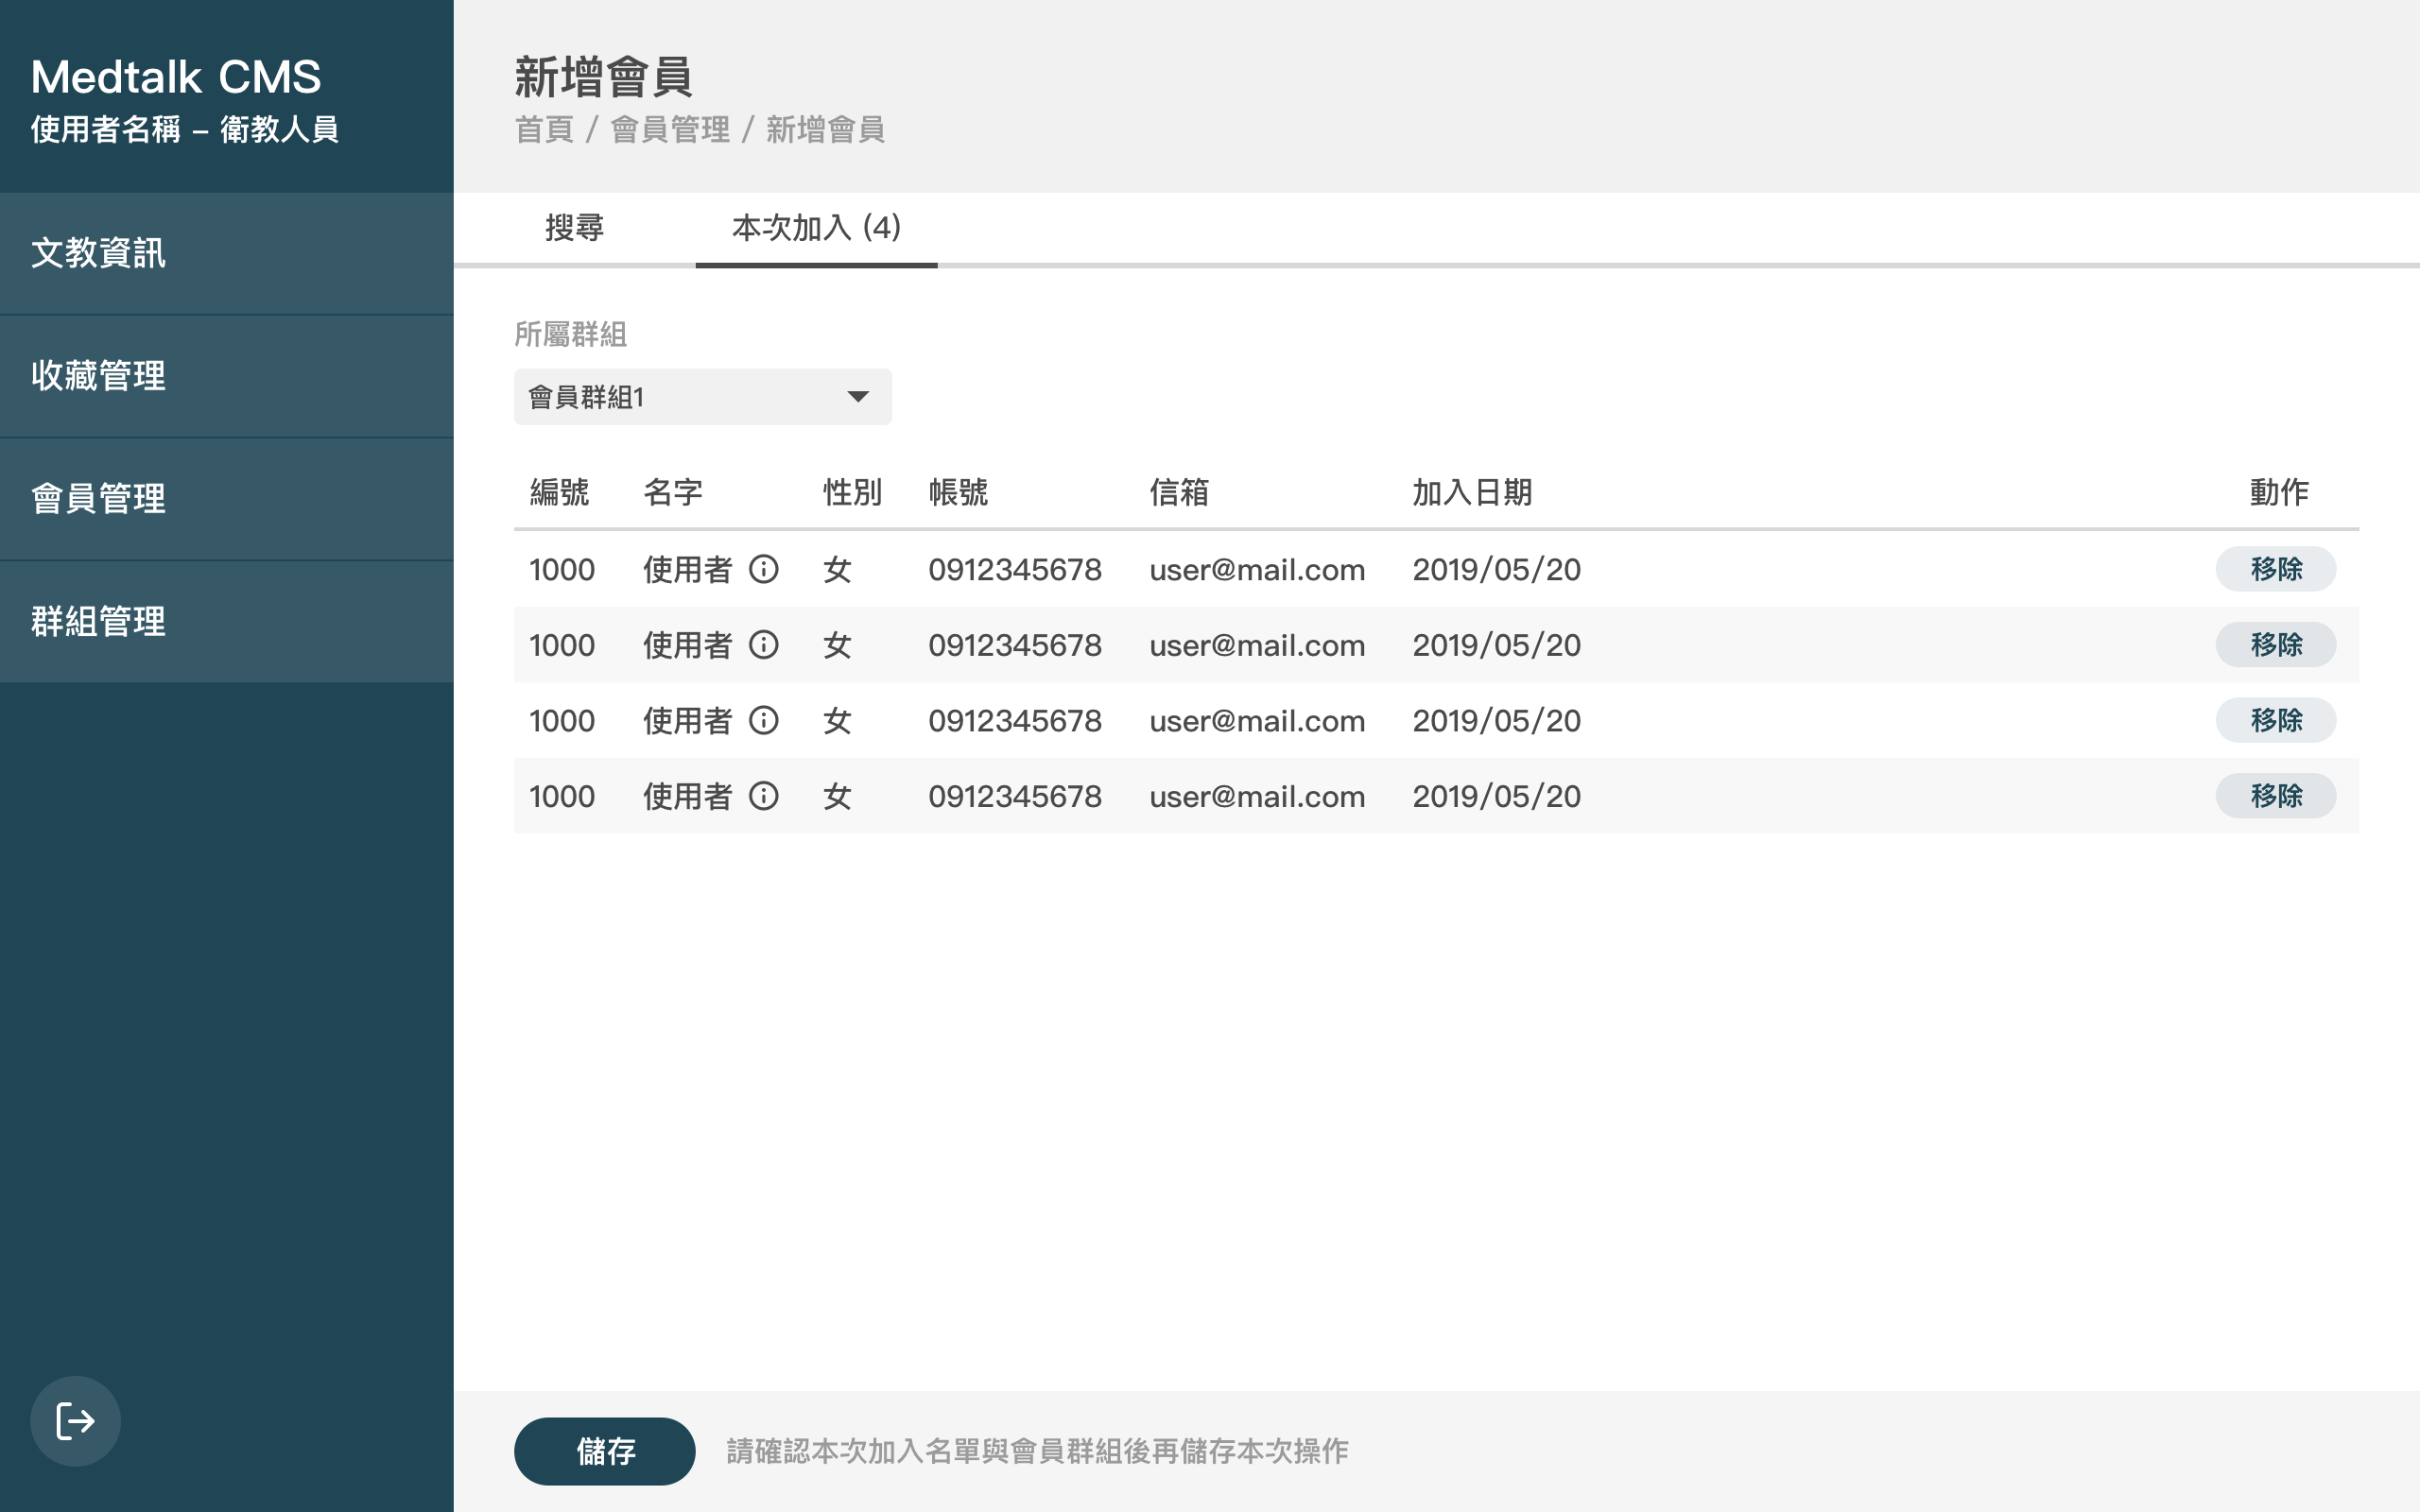 Medtalk CMS
使用者名稱 – 衛教人員
文教資訊
收藏管理
會員管理
群組管理
新增會員
首頁 / 會員管理 / 新增會員
搜尋 本次加入 (4)
所屬群組
會員群組1
編號 名字 性別 帳號 信箱 加入日期 動作
1000 使用者 女 0912345678 user@mail.com 2019/05/20 移除
1000 使用者 女 0912345678 user@mail.com 2019/05/20 移除
1000 使用者 女 0912345678 user@mail.com 2019/05/20 移除
1000 使用者 女 0912345678 user@mail.com 2019/05/20 移除
儲存 請確認本次加入名單與會員群組後再儲存本次操作